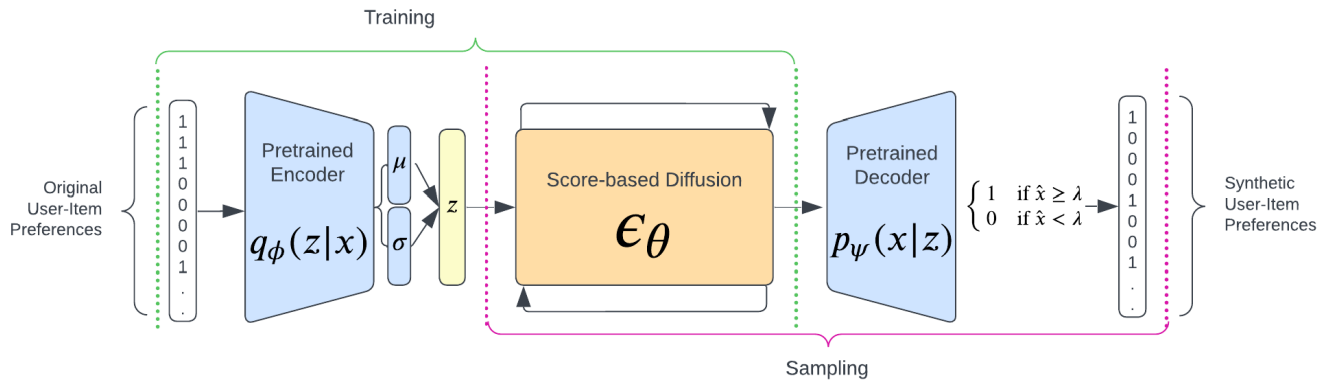 Training
Original
User-Item
Preferences
1
1
1
0
0
0
0
1
.
.
Pretrained
Encoder
qϕ(z|x)
μ
σ
z
Score-based Diffusion
ϵθ
Pretrained
Decoder
pψ(x|z)
1 if x̂ ≥ λ
0 if x̂ < λ
1
0
0
0
1
0
0
1
.
.
Synthetic
User-Item
Preferences
Sampling